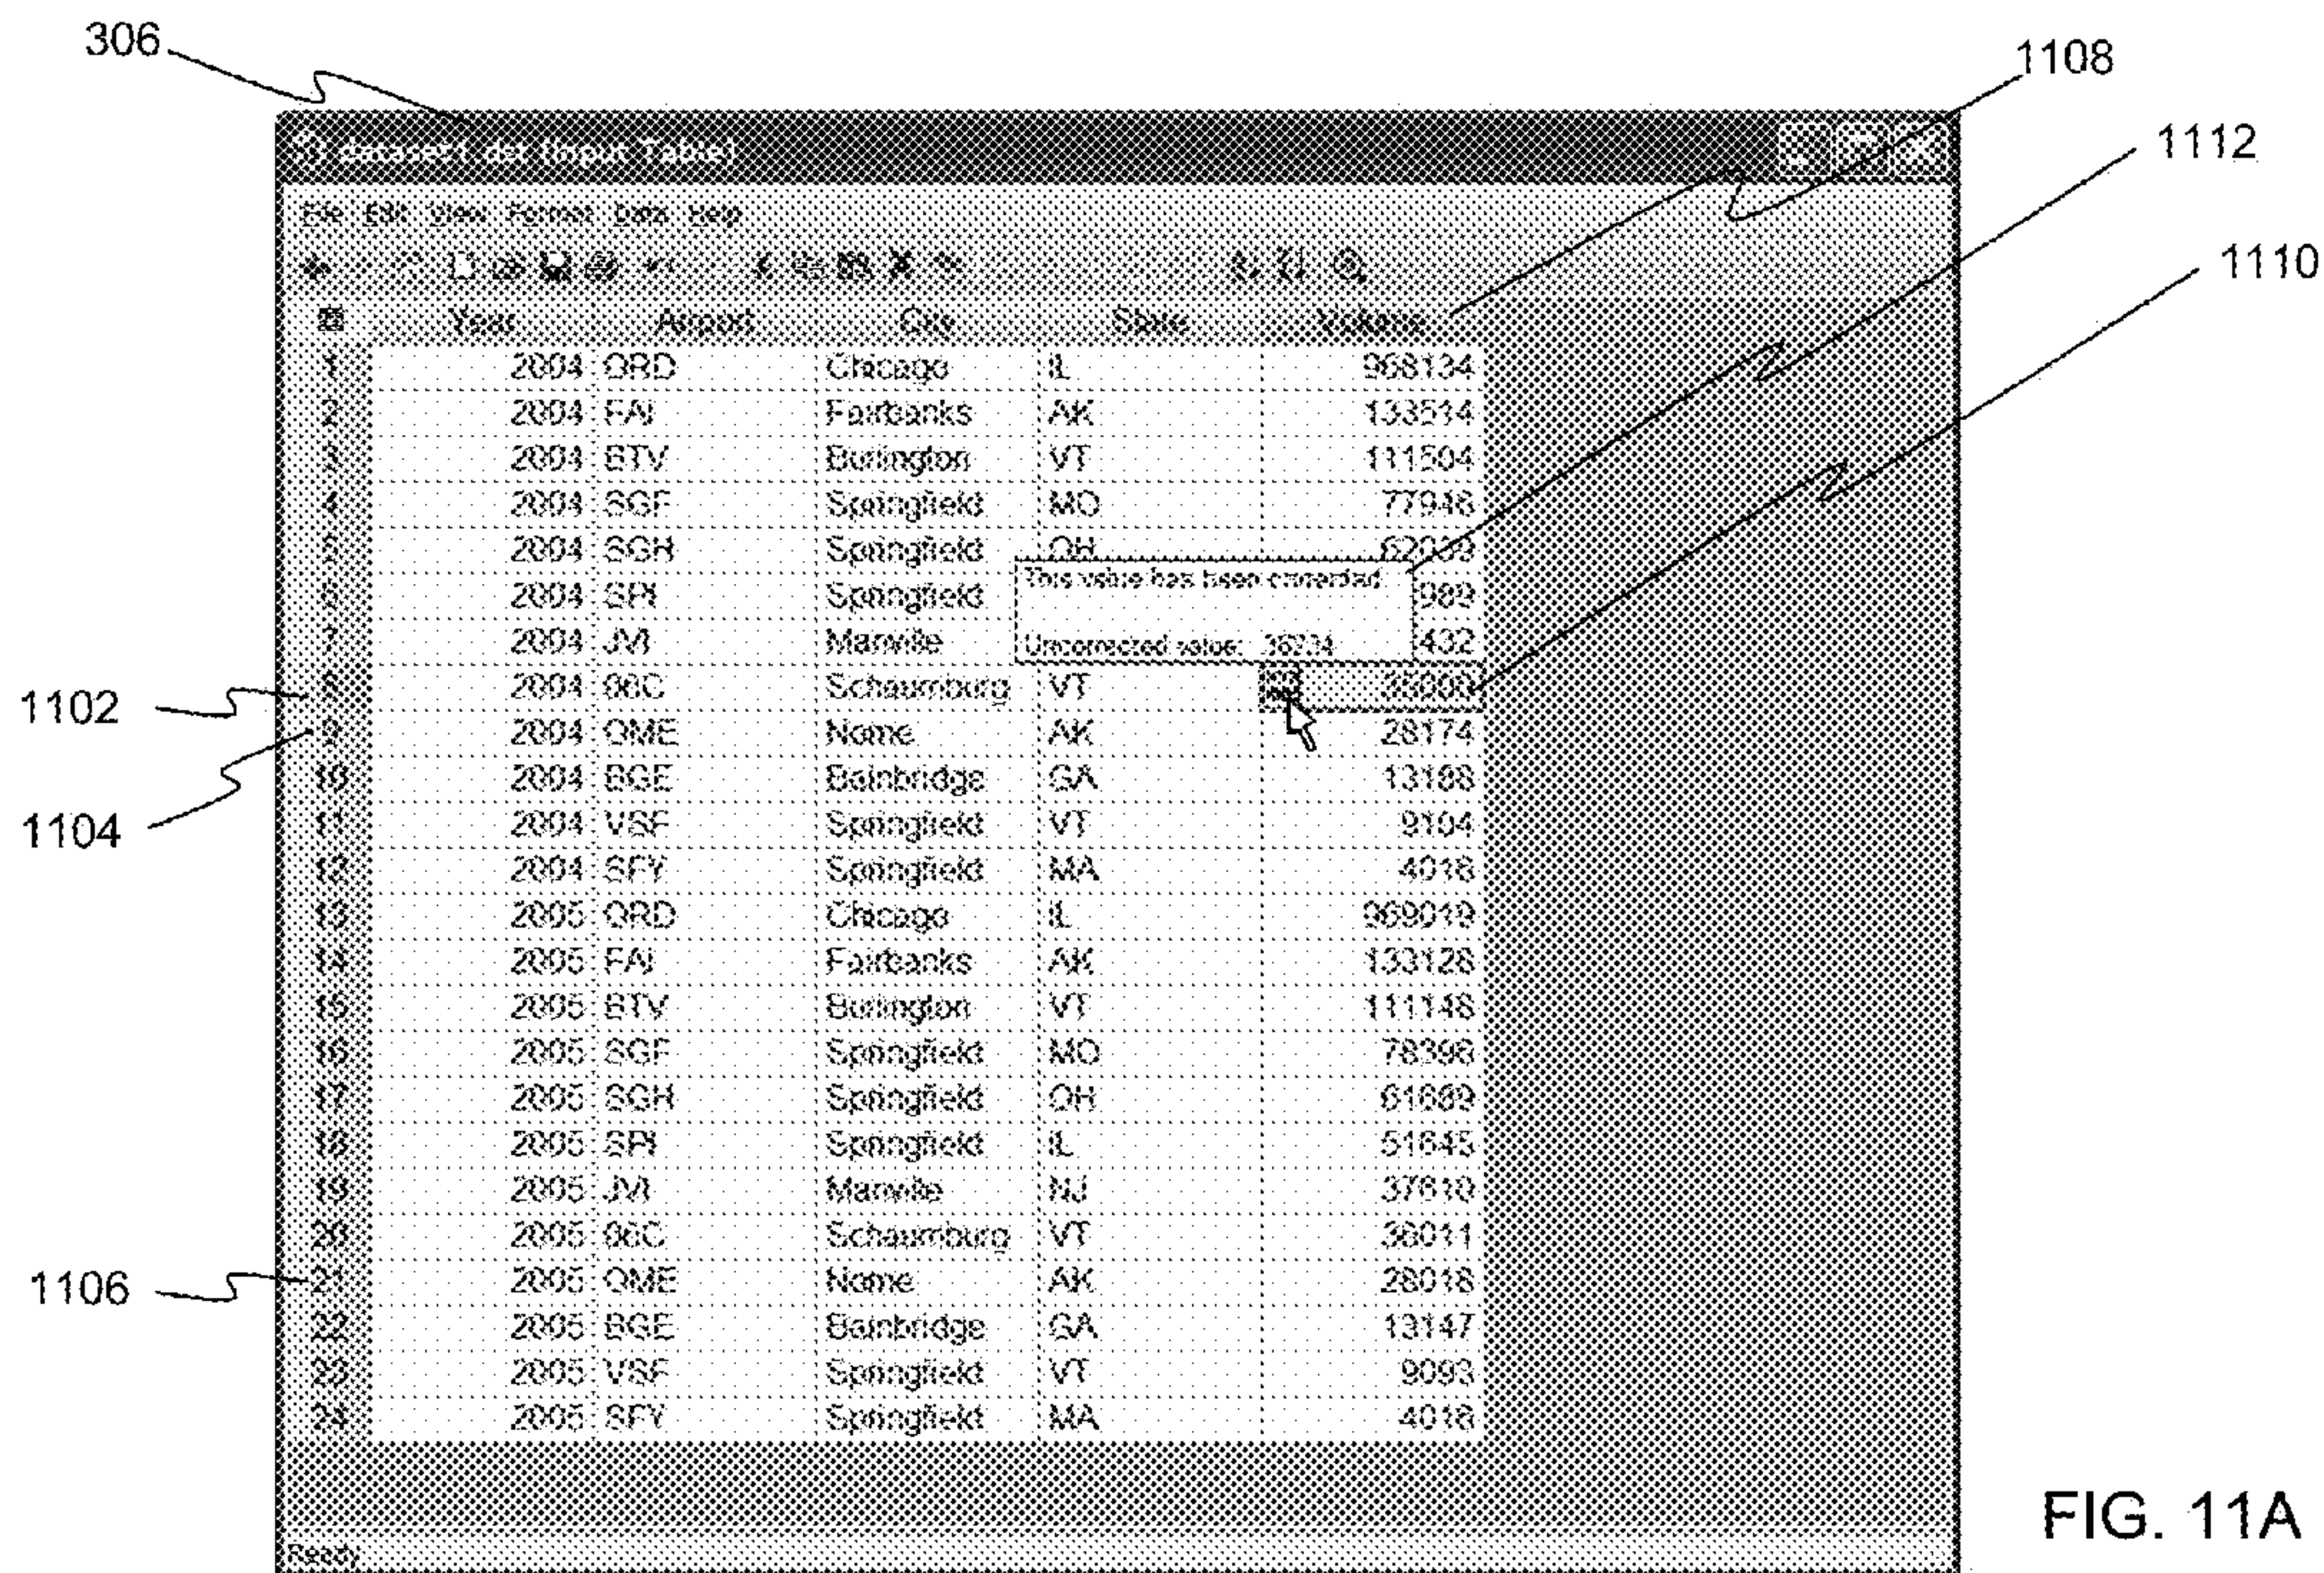 306
1108
1112
1110
dataset1.dst (Input Table)
File Edit View Format Data Help
Year Airport City State Volume
1 2004 ORD Chicago IL 968134
2 2004 FAI Fairbanks AK 133514
3 2004 BTV Burlington VT 111504
4 2004 SGF Springfield MO 77946
5 2004 SGH Springfield OH
This value has been corrected.
6 2004 SPI Springfield 989
7 2004 JVI Manville 432
Uncorrected value: 36234
1102
8 2004 06C Schaumburg VT 36000
1104
9 2004 OME Nome AK 28174
10 2004 BGE Bainbridge GA 13188
11 2004 VSF Springfield VT 9104
12 2004 SFY Springfield MA 4016
13 2005 ORD Chicago IL 969019
14 2005 FAI Fairbanks AK 133128
15 2005 BTV Burlington VT 111148
16 2005 SGF Springfield MO 78396
17 2005 SGH Springfield OH 61669
18 2005 SPI Springfield IL 51645
19 2005 JVI Manville NJ 37610
20 2005 06C Schaumburg VT 36011
1106
21 2005 OME Nome AK 28018
22 2005 BGE Bainbridge GA 13147
23 2005 VSF Springfield VT 9093
24 2005 SFY Springfield MA 4016
Ready
FIG. 11A